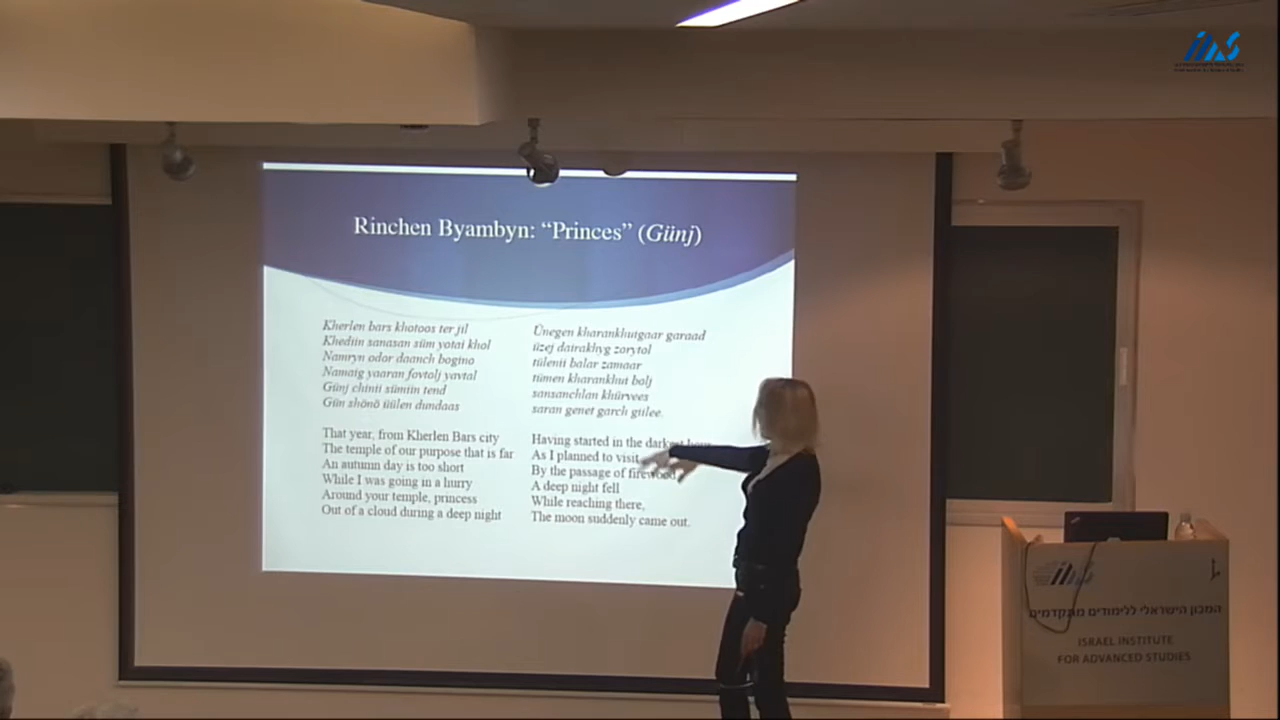 Rinchen Byambyn: “Princes” (Günj)
Kherlen bars khotoos ter jil
Khediin sanasan süm yotai khol
Namryn odor daanch bogino
Namaig yaaran fovtolj yavtal
Günj chinii sümiin tend
Gün shönö üülen dundaas
Ünegen kharankhuigaar garaad
üzej dairakhyg zorytol
tülenii balar zamaar
tümen kharankhui bolj
sansanchlan khürvees
saran genet garch gülee.
That year, from Kherlen Bars city
The temple of our purpose that is far
An autumn day is too short
While I was going in a hurry
Around your temple, princess
Out of a cloud during a deep night
Having started in the darkest hour
As I planned to visit
By the passage of firewood
A deep night fell
While reaching there,
The moon suddenly came out.
המכון הישראלי ללימודים מתקדמים
ISRAEL INSTITUTE
FOR ADVANCED STUDIES